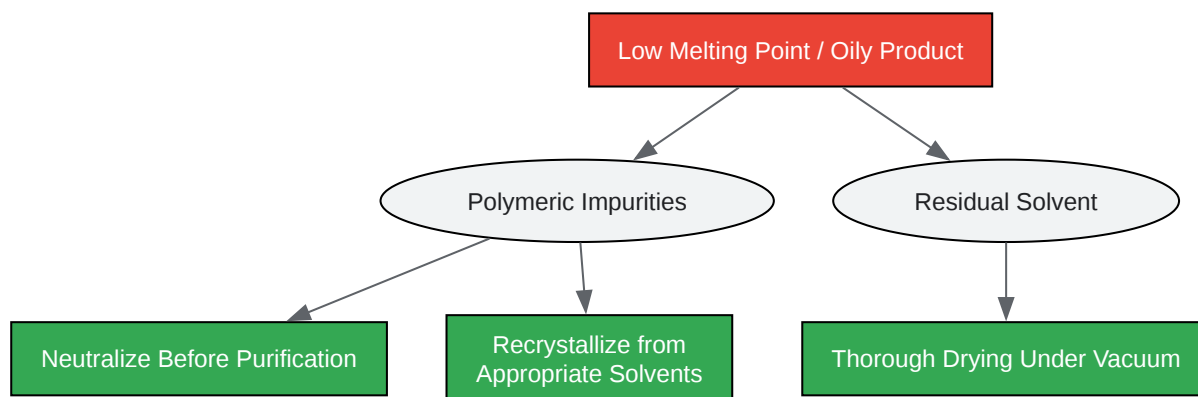 Low Melting Point / Oily Product
Polymeric Impurities
Residual Solvent
Neutralize Before Purification
Recrystallize from
Appropriate Solvents
Thorough Drying Under Vacuum